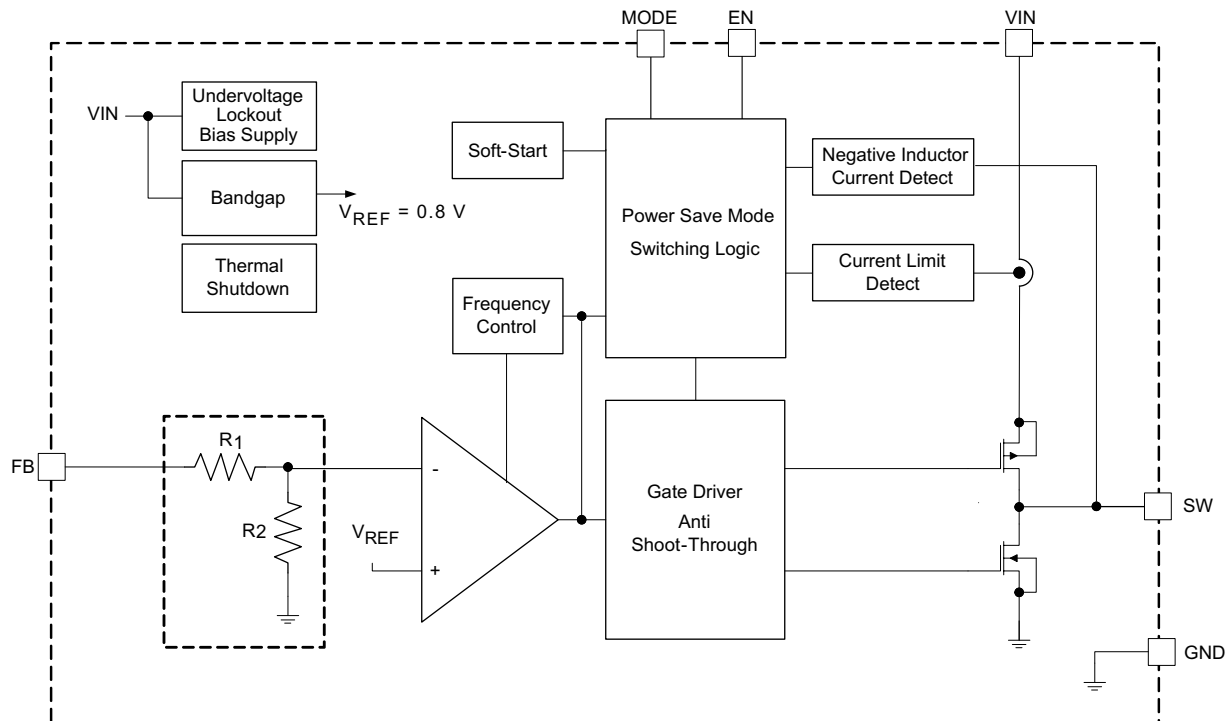 MODE
EN
VIN
VIN
Undervoltage
Lockout
Bias Supply
Soft-Start
Negative Inductor
Current Detect
Bandgap
VREF = 0.8 V
Power Save Mode
Switching Logic
Thermal
Shutdown
Current Limit
Detect
Frequency
Control
R1
FB
-
R2
VREF
+
Gate Driver
Anti
Shoot-Through
SW
GND